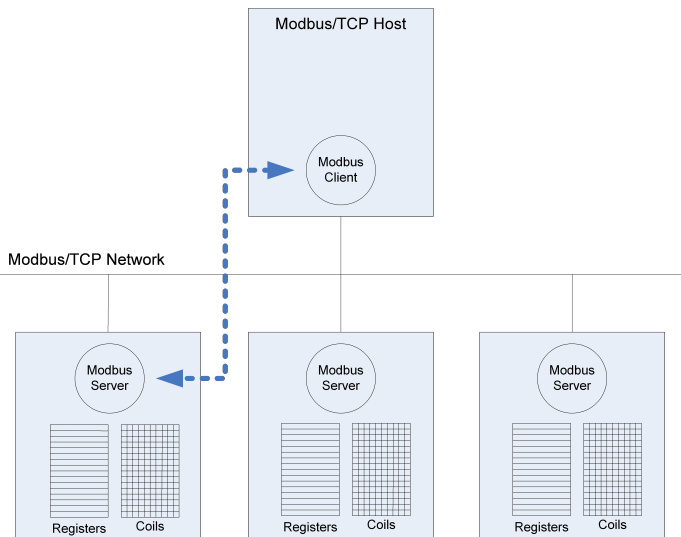 Modbus/TCP Host
Modbus
Client
Modbus/TCP Network
Modbus
Server
Modbus
Server
Modbus
Server
Registers
Coils
Registers
Coils
Registers
Coils